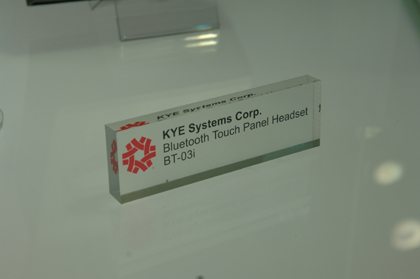 KYE Systems Corp.
Bluetooth Touch Panel Headset
BT-03i